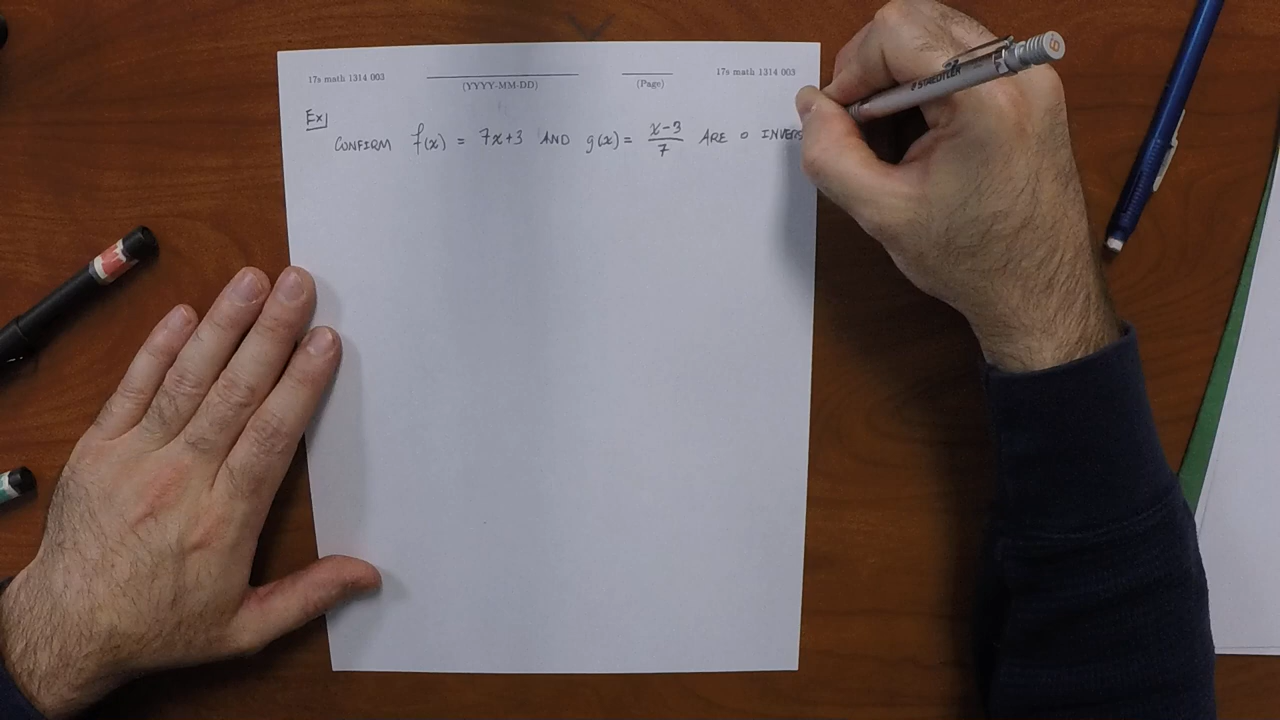 17s math 1314 003 (YYYY-MM-DD) (Page) 17s math 1314 003
Ex
CONFIRM f(x) = 7x+3 AND g(x) = x-3/7 ARE o INVERS
STAEDTLER